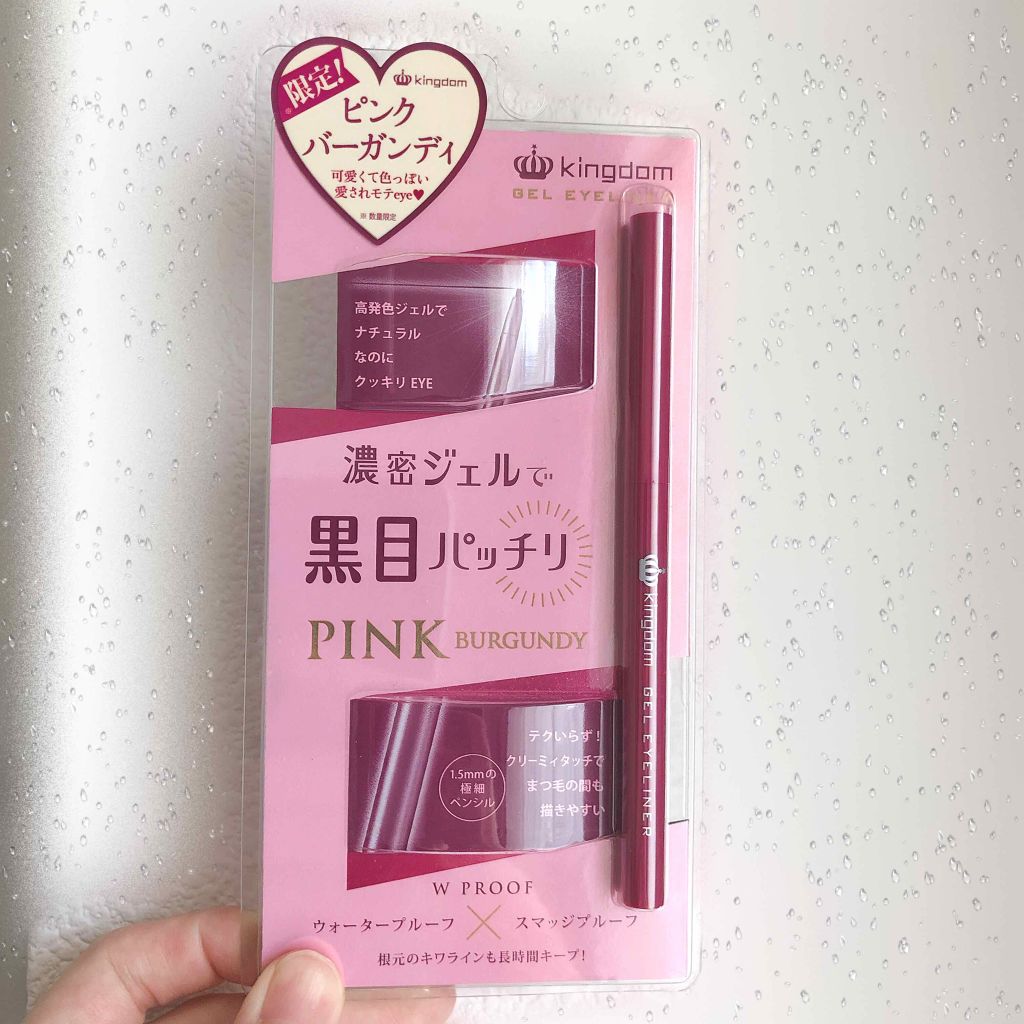 限定!
kingdom
※
ピンク
バーガンディ
可愛くて色っぽい
愛されモテeye♥
※ 数量限定
kingdom
GEL EYEL
高発色ジェルで
ナチュラル
なのに
クッキリ EYE
濃密ジェルで
黒目パッチリ
PINK BURGUNDY
テクいらず!
クリーミィタッチで
まつ毛の間も
描きやすい
1.5mmの
極細
ペンシル
kingdom GEL EYELINER
W PROOF
ウォータープルーフ × スマッジプルーフ
根元のキワラインも長時間キープ!